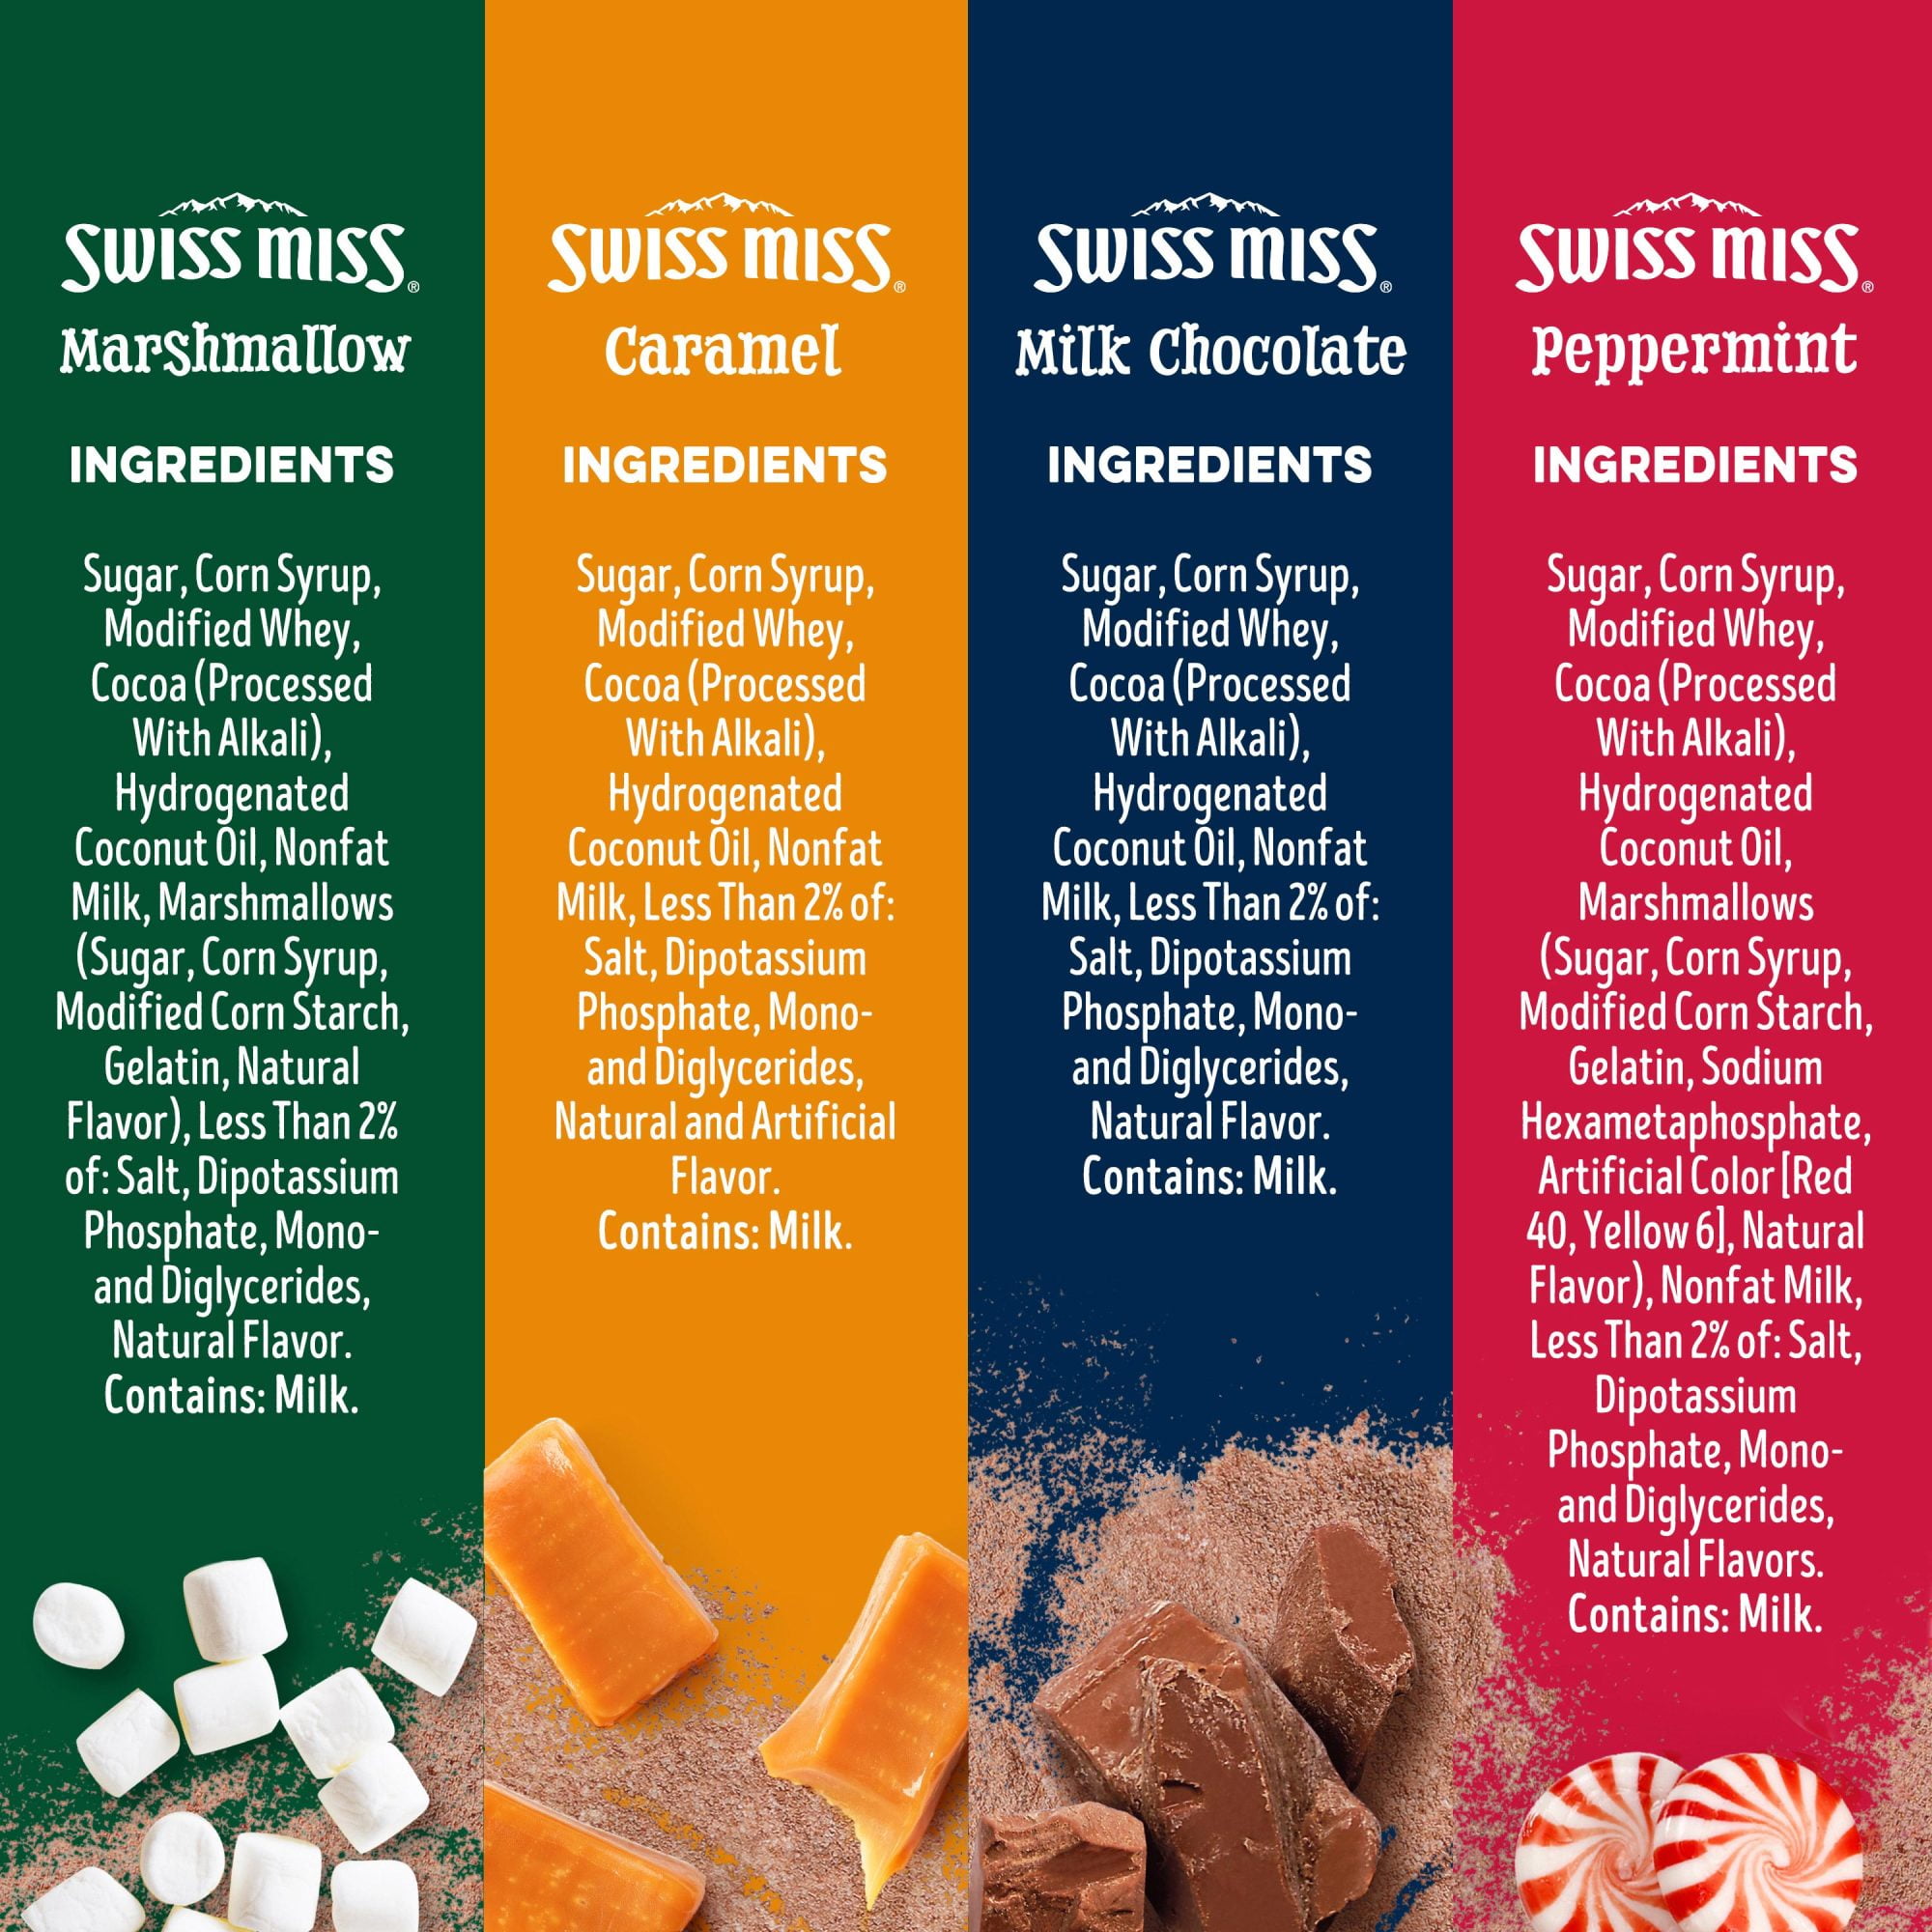 SWISS MISS®
Marshmallow
INGREDIENTS
Sugar, Corn Syrup,
Modified Whey,
Cocoa (Processed
With Alkali),
Hydrogenated
Coconut Oil, Nonfat
Milk, Marshmallows
(Sugar, Corn Syrup,
Modified Corn Starch,
Gelatin, Natural
Flavor), Less Than 2%
of: Salt, Dipotassium
Phosphate, Mono-
and Diglycerides,
Natural Flavor.
Contains: Milk.
SWISS MISS®
Caramel
INGREDIENTS
Sugar, Corn Syrup,
Modified Whey,
Cocoa (Processed
With Alkali),
Hydrogenated
Coconut Oil, Nonfat
Milk, Less Than 2% of:
Salt, Dipotassium
Phosphate, Mono-
and Diglycerides,
Natural and Artificial
Flavor.
Contains: Milk.
SWISS MISS®
Milk Chocolate
INGREDIENTS
Sugar, Corn Syrup,
Modified Whey,
Cocoa (Processed
With Alkali),
Hydrogenated
Coconut Oil, Nonfat
Milk, Less Than 2% of:
Salt, Dipotassium
Phosphate, Mono-
and Diglycerides,
Natural Flavor.
Contains: Milk.
SWISS MISS®
Peppermint
INGREDIENTS
Sugar, Corn Syrup,
Modified Whey,
Cocoa (Processed
With Alkali),
Hydrogenated
Coconut Oil,
Marshmallows
(Sugar, Corn Syrup,
Modified Corn Starch,
Gelatin, Sodium
Hexametaphosphate,
Artificial Color [Red
40, Yellow 6], Natural
Flavor), Nonfat Milk,
Less Than 2% of: Salt,
Dipotassium
Phosphate, Mono-
and Diglycerides,
Natural Flavors.
Contains: Milk.